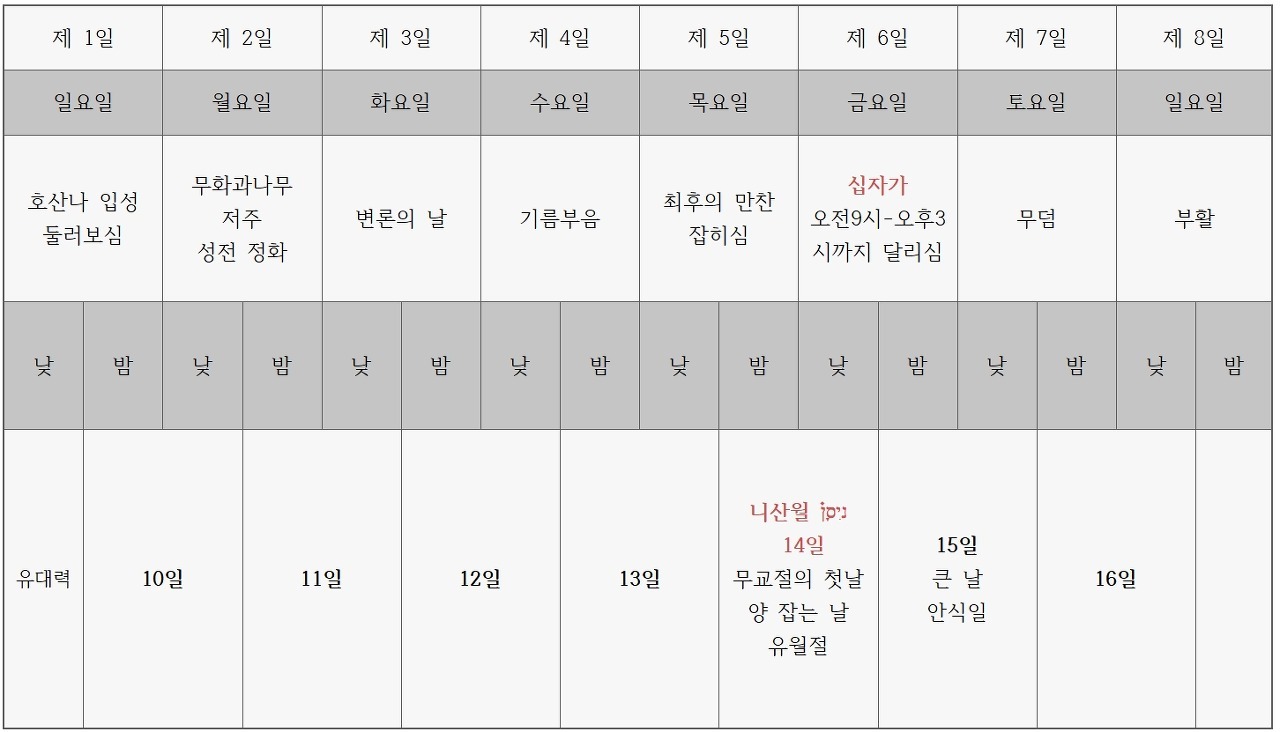 제 1일 제 2일 제 3일 제 4일 제 5일 제 6일 제 7일 제 8일
일요일 월요일 화요일 수요일 목요일 금요일 토요일 일요일
호산나 입성
둘러보심
무화과나무
저주
성전 정화
변론의 날
기름부음
최후의 만찬
잡히심
십자가
오전9시-오후3
시까지 달리심
무덤
부활
낮 밤 낮 밤 낮 밤 낮 밤 낮 밤 낮 밤 낮 밤 낮 밤
유대력
10일
11일
12일
13일
니산월 נִיסָן
14일
무교절의 첫날
양 잡는 날
유월절
15일
큰 날
안식일
16일